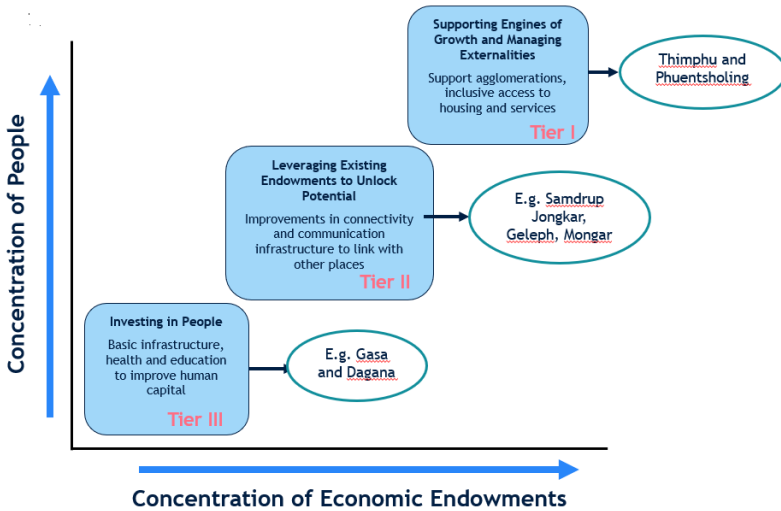 Supporting Engines of
Growth and Managing
Externalities
Support agglomerations,
inclusive access to
housing and services
Tier I
Thimphu and
Phuentsholing
Leveraging Existing
Endowments to Unlock
Potential
Improvements in connectivity
and communication
infrastructure to link with
other places
Tier II
E.g. Samdrup
Jongkar,
Geleph, Mongar
Investing in People
Basic infrastructure,
health and education
to improve human
capital
Tier III
E.g. Gasa
and Dagana
Concentration of People
Concentration of Economic Endowments